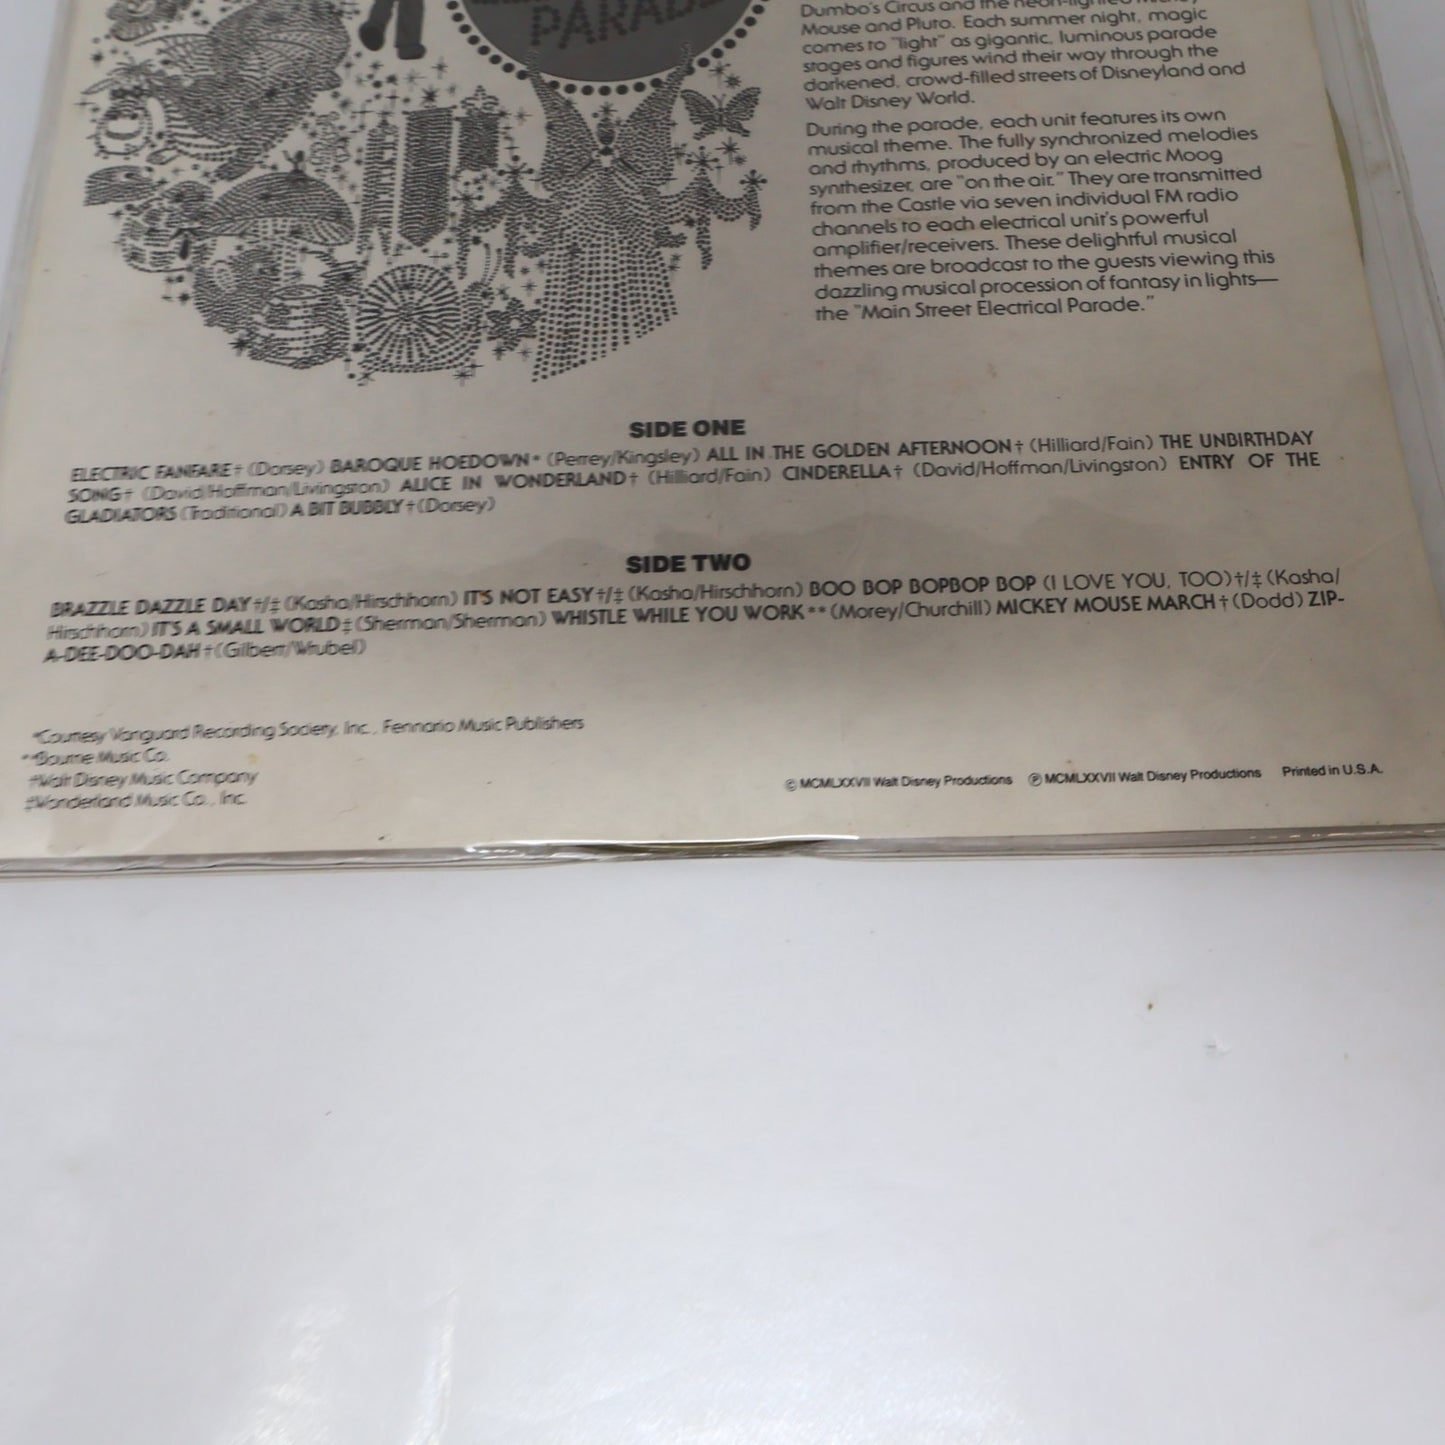 PARADE
Dumbo's Circus and the neon-lighted Mickey
Mouse and Pluto. Each summer night, magic
comes to "light" as gigantic, luminous parade
stages and figures wind their way through the
darkened, crowd-filled streets of Disneyland and
Walt Disney World.
During the parade, each unit features its own
musical theme. The fully synchronized melodies
and rhythms, produced by an electric Moog
synthesizer, are "on the air." They are transmitted
from the Castle via seven individual FM radio
channels to each electrical unit's powerful
amplifier/receivers. These delightful musical
themes are broadcast to the guests viewing this
dazzling musical procession of fantasy in lights—
the "Main Street Electrical Parade."
SIDE ONE
ELECTRIC FANFARE† (Dorsey) BAROQUE HOEDOWN* (Perrey/Kingsley) ALL IN THE GOLDEN AFTERNOON† (Hilliard/Fain) THE UNBIRTHDAY
SONG† (David/Hoffman/Livingston) ALICE IN WONDERLAND† (Hilliard/Fain) CINDERELLA† (David/Hoffman/Livingston) ENTRY OF THE
GLADIATORS (Traditional) A BIT BUBBLY† (Dorsey)
SIDE TWO
BRAZZLE DAZZLE DAY†/‡ (Kasha/Hirschhorn) IT'S NOT EASY†/‡ (Kasha/Hirschhorn) BOO BOP BOPBOP BOP (I LOVE YOU, TOO)†/‡ (Kasha/
Hirschhorn) IT'S A SMALL WORLD‡ (Sherman/Sherman) WHISTLE WHILE YOU WORK** (Morey/Churchill) MICKEY MOUSE MARCH† (Dodd) ZIP-
A-DEE-DOO-DAH† (Gilbert/Wrubel)
*Courtesy Vanguard Recording Society, Inc., Fennario Music Publishers
**Bourne Music Co.
†Walt Disney Music Company
‡Wonderland Music Co., Inc.
© MCMLXXVII Walt Disney Productions ℗ MCMLXXVII Walt Disney Productions Printed in U.S.A.